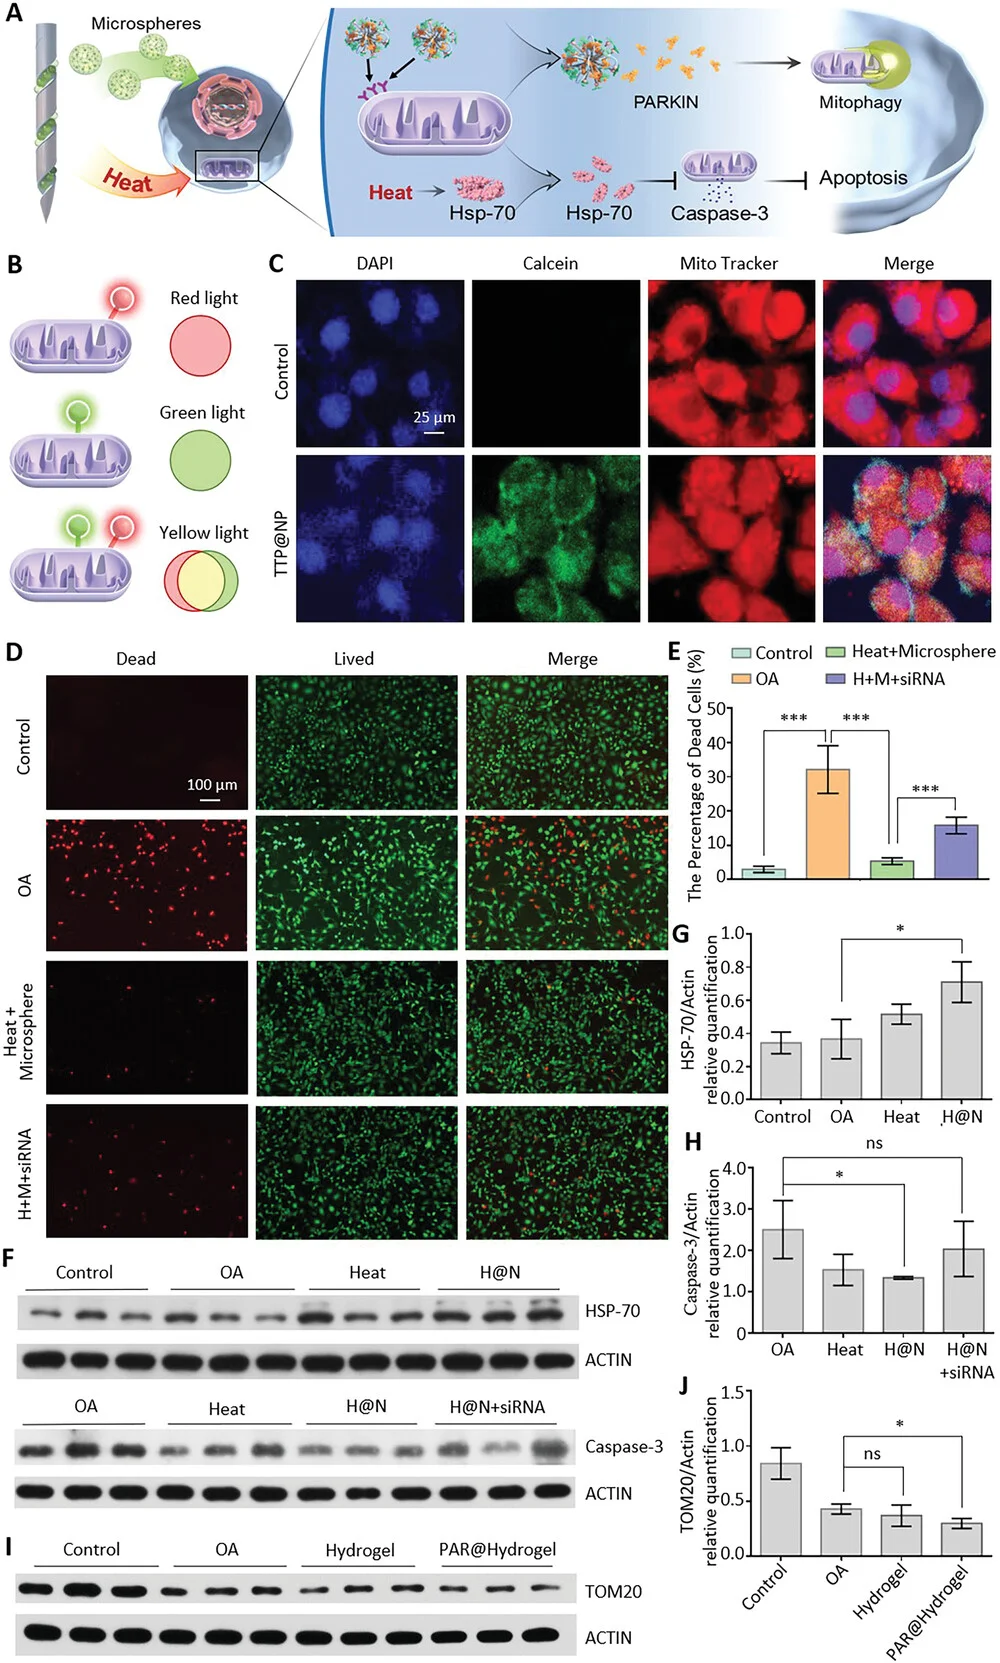 A
Microspheres
Heat
PARKIN
Mitophagy
Heat
Hsp-70
Hsp-70
Caspase-3
Apoptosis
B
Red light
Green light
Yellow light
C
DAPI
Calcein
Mito Tracker
Merge
Control
25 μm
TTP@NP
D
Dead
Lived
Merge
Control
100 μm
OA
Heat +
Microsphere
H+M+siRNA
E
Control
Heat+Microsphere
OA
H+M+siRNA
The Percentage of Dead Cells (%)
50
40
30
20
10
0
***
***
***
F
Control
OA
Heat
H@N
HSP-70
ACTIN
OA
Heat
H@N
H@N+siRNA
Caspase-3
ACTIN
G
HSP-70/Actin
relative quantification
1.0
0.8
0.6
0.4
0.2
0.0
*
Control
OA
Heat
H@N
H
Caspase-3/Actin
relative quantification
4.0
3.0
2.0
1.0
0
ns
*
OA
Heat
H@N
H@N
+siRNA
I
Control
OA
Hydrogel
PAR@Hydrogel
TOM20
ACTIN
J
TOM20/Actin
relative quantification
1.5
1.0
0.5
0.0
*
ns
Control
OA
Hydrogel
PAR@Hydrogel